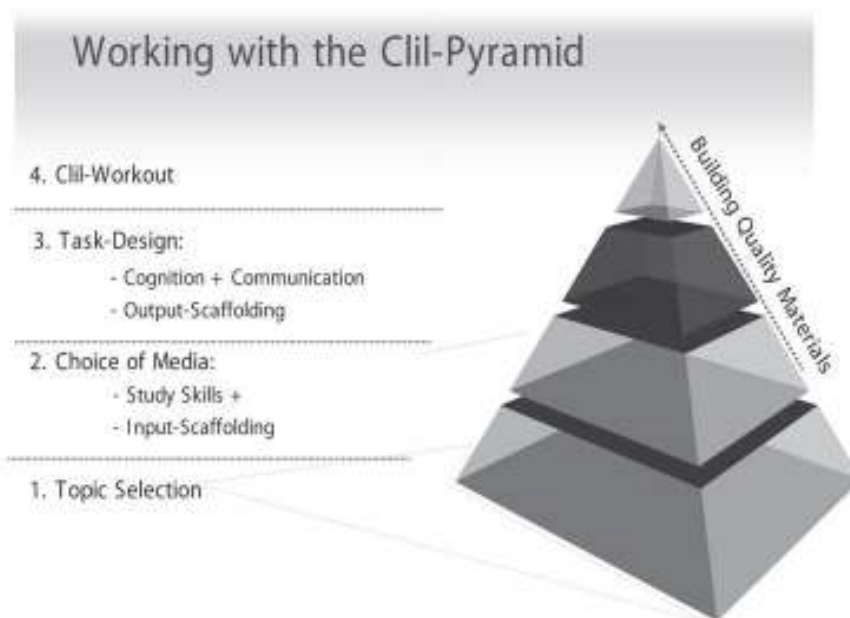 Working with the Clil-Pyramid
4. Clil-Workout
3. Task-Design:
- Cognition + Communication
- Output-Scaffolding
2. Choice of Media:
- Study Skills +
- Input-Scaffolding
1. Topic Selection
Building Quality Materials